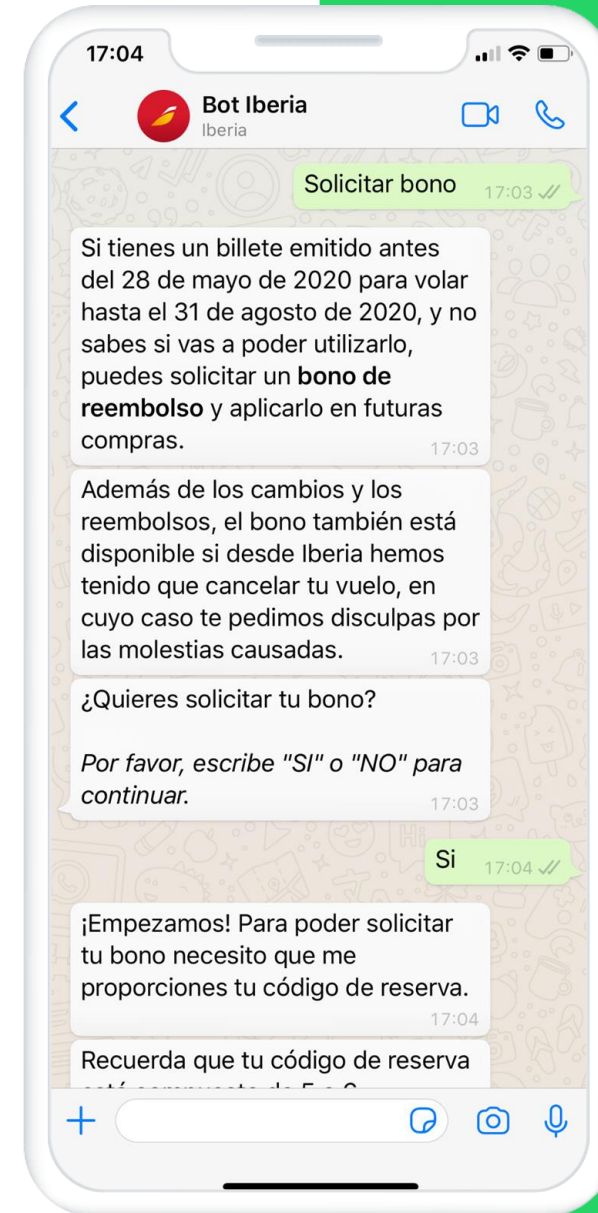 17:04
Bot Iberia
Iberia
Solicitar bono 17:03
Si tienes un billete emitido antes
del 28 de mayo de 2020 para volar
hasta el 31 de agosto de 2020, y no
sabes si vas a poder utilizarlo,
puedes solicitar un bono de
reembolso y aplicarlo en futuras
compras. 17:03
Además de los cambios y los
reembolsos, el bono también está
disponible si desde Iberia hemos
tenido que cancelar tu vuelo, en
cuyo caso te pedimos disculpas por
las molestias causadas. 17:03
¿Quieres solicitar tu bono?
Por favor, escribe "SI" o "NO" para
continuar. 17:03
Si 17:04
¡Empezamos! Para poder solicitar
tu bono necesito que me
proporciones tu código de reserva.
17:04
Recuerda que tu código de reserva